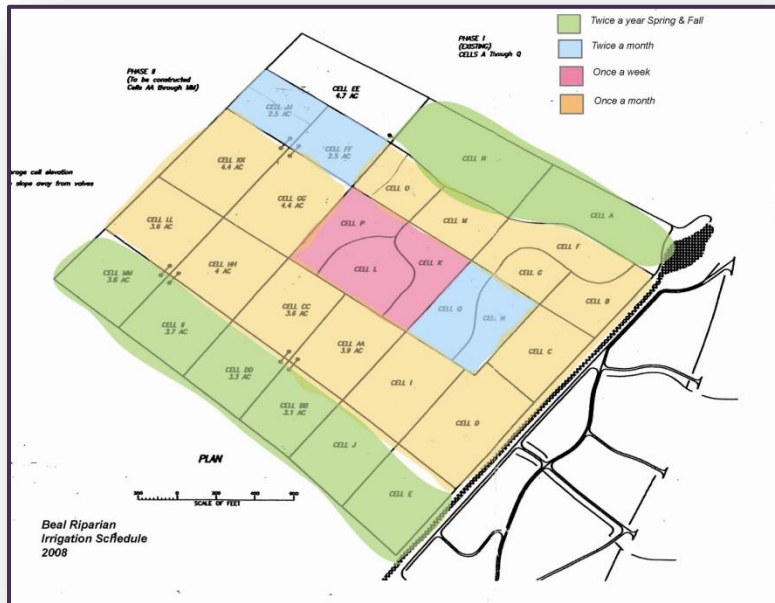 Twice a year Spring & Fall
Twice a month
Once a week
Once a month
PHASE I
(EXISTING)
CELLS A Through Q
PHASE II
(To be constructed
Cells AA through MM)
CELL EE
4.7 AC
CELL JJ
2.5 AC
CELL FF
2.5 AC
CELL N
CELL A
CELL KK
4.4 AC
CELL GG
4.4 AC
CELL O
CELL M
CELL F
CELL P
CELL K
CELL L
CELL G
CELL B
CELL LL
3.6 AC
CELL HH
4 AC
CELL H
CELL MM
3.6 AC
CELL CC
3.6 AC
CELL AA
3.8 AC
CELL C
CELL II
3.7 AC
CELL DD
3.3 AC
CELL I
CELL D
CELL BB
3.1 AC
CELL J
CELL E
cell elevation
slope away from valves
PLAN
SCALE OF FEET
Beal Riparian
Irrigation Schedule
2008